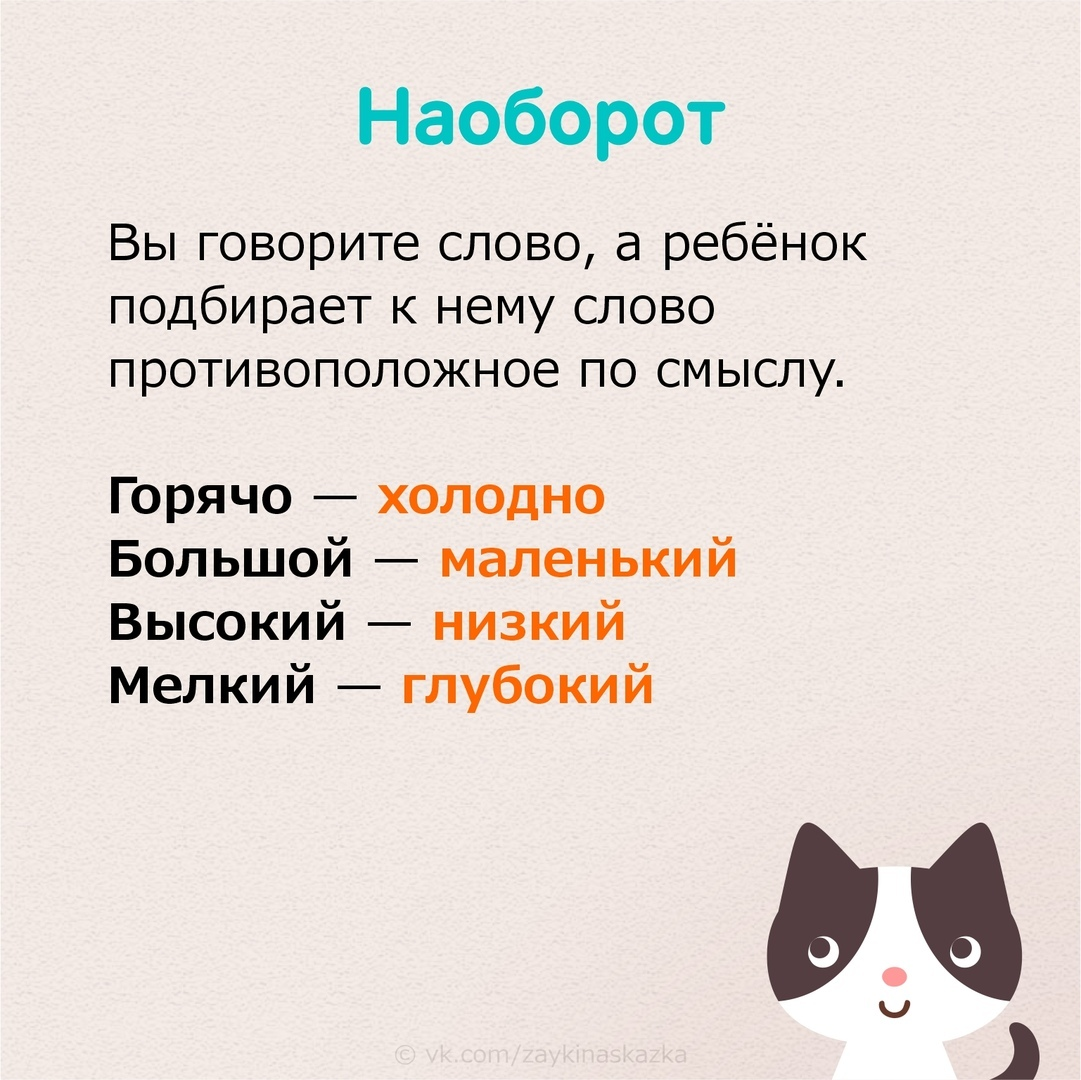 Наоборот
Вы говорите слово, а ребёнок
подбирает к нему слово
противоположное по смыслу.
Горячо — холодно
Большой — маленький
Высокий — низкий
Мелкий — глубокий
© vk.com/zaykinaskazka